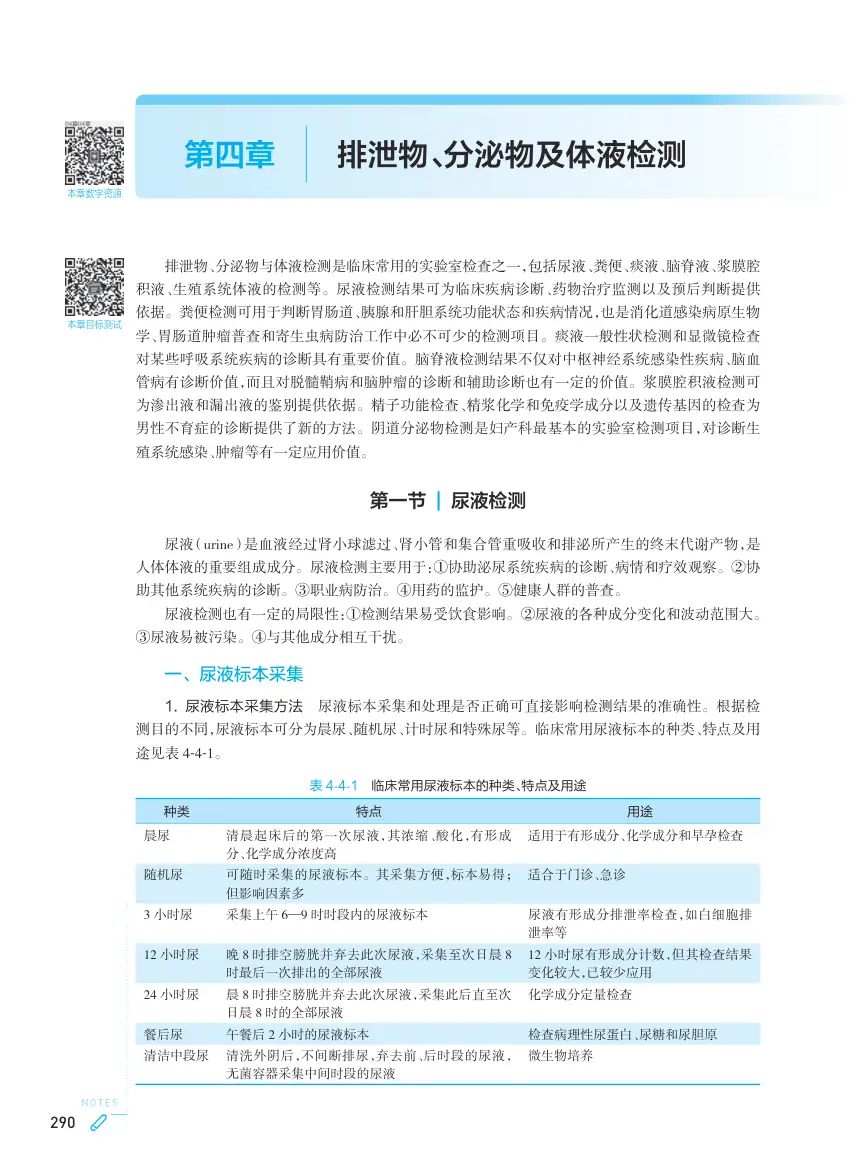 04篇04章
本章数字资源
第四章
排泄物、分泌物及体液检测
本章目标测试
排泄物、分泌物与体液检测是临床常用的实验室检查之一,包括尿液、粪便、痰液、脑脊液、浆膜腔
积液、生殖系统体液的检测等。尿液检测结果可为临床疾病诊断、药物治疗监测以及预后判断提供
依据。粪便检测可用于判断胃肠道、胰腺和肝胆系统功能状态和疾病情况,也是消化道感染病原生物
学、胃肠道肿瘤普查和寄生虫病防治工作中必不可少的检测项目。痰液一般性状检测和显微镜检查
对某些呼吸系统疾病的诊断具有重要价值。脑脊液检测结果不仅对中枢神经系统感染性疾病、脑血
管病有诊断价值,而且对脱髓鞘病和脑肿瘤的诊断和辅助诊断也有一定的价值。浆膜腔积液检测可
为渗出液和漏出液的鉴别提供依据。精子功能检查、精浆化学和免疫学成分以及遗传基因的检查为
男性不育症的诊断提供了新的方法。阴道分泌物检测是妇产科最基本的实验室检测项目,对诊断生
殖系统感染、肿瘤等有一定应用价值。
第一节 | 尿液检测
尿液(urine)是血液经过肾小球滤过、肾小管和集合管重吸收和排泌所产生的终末代谢产物,是
人体体液的重要组成成分。尿液检测主要用于:①协助泌尿系统疾病的诊断、病情和疗效观察。②协
助其他系统疾病的诊断。③职业病防治。④用药的监护。⑤健康人群的普查。
尿液检测也有一定的局限性:①检测结果易受饮食影响。②尿液的各种成分变化和波动范围大。
③尿液易被污染。④与其他成分相互干扰。
一、尿液标本采集
1. 尿液标本采集方法 尿液标本采集和处理是否正确可直接影响检测结果的准确性。根据检
测目的不同,尿液标本可分为晨尿、随机尿、计时尿和特殊尿等。临床常用尿液标本的种类、特点及用
途见表 4-4-1。
表 4-4-1 临床常用尿液标本的种类、特点及用途
种类 特点 用途
晨尿 清晨起床后的第一次尿液,其浓缩、酸化,有形成 适用于有形成分、化学成分和早孕检查
分、化学成分浓度高
随机尿 可随时采集的尿液标本。其采集方便,标本易得; 适合于门诊、急诊
但影响因素多
3 小时尿 采集上午 6—9 时时段内的尿液标本 尿液有形成分排泄率检查,如白细胞排
泄率等
12 小时尿 晚 8 时排空膀胱并弃去此次尿液,采集至次日晨 8 12 小时尿有形成分计数,但其检查结果
时最后一次排出的全部尿液 变化较大,已较少应用
24 小时尿 晨 8 时排空膀胱并弃去此次尿液,采集此后直至次 化学成分定量检查
日晨 8 时的全部尿液
餐后尿 午餐后 2 小时的尿液标本 检查病理性尿蛋白、尿糖和尿胆原
清洁中段尿 清洗外阴后,不间断排尿,弃去前、后时段的尿液, 微生物培养
无菌容器采集中间时段的尿液
NOTES
290